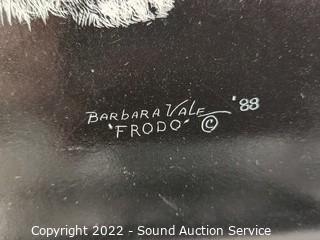 BARBARA VALE '88
"FRODO" ©
Copyright 2022 - Sound Auction Service